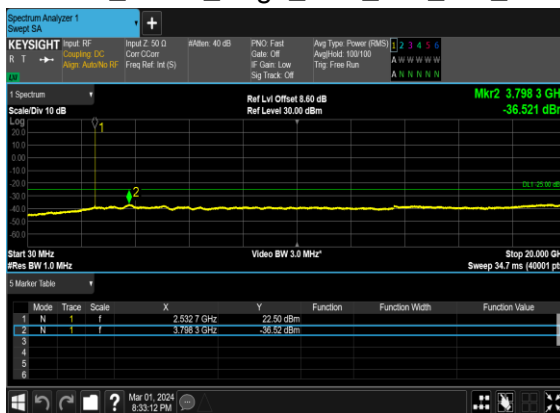 Spectrum Analyzer 1
Swept SA
KEYSIGHT
R T
LXI
Input: RF
Coupling: DC
Align: Auto/No RF
Input Z: 50 Ω
Corr CCorr
Freq Ref: Int (S)
#Atten: 40 dB
PNO: Fast
Gate: Off
IF Gain: Low
Sig Track: Off
Avg Type: Power (RMS)
Avg|Hold: 100/100
Trig: Free Run
1 2 3 4 5 6
A W W W W W
A N N N N N
1 Spectrum
Scale/Div 10 dB
Ref Lvl Offset 8.60 dB
Ref Level 30.00 dBm
Mkr2 3.798 3 GH
-36.521 dBr
Log
20.0
10.0
0.00
-10.0
-20.0
-30.0
-40.0
-50.0
-60.0
1
2
DL1 -25.00 dB
Start 30 MHz
#Res BW 1.0 MHz
Video BW 3.0 MHz*
Stop 20.000 GH
Sweep 34.7 ms (40001 pt
5 Marker Table
Mode Trace Scale X Y Function Function Width Function Value
1 N 1 f 2.532 7 GHz 22.50 dBm
2 N 1 f 3.798 3 GHz -36.52 dBm
3
4
5
6
?
Mar 01, 2024
8:33:12 PM